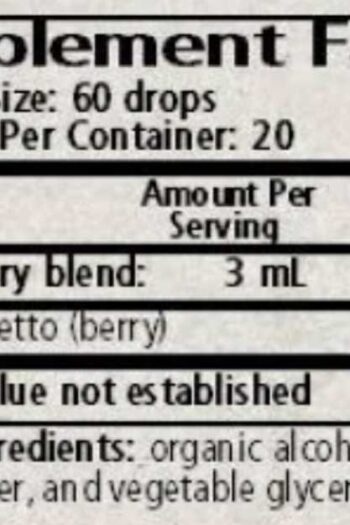 plement F
ize: 60 drops
Per Container: 20
Amount Per
Serving
ry blend: 3 mL
etto (berry)
lue not established
redients: organic alcoh
er, and vegetable glycer